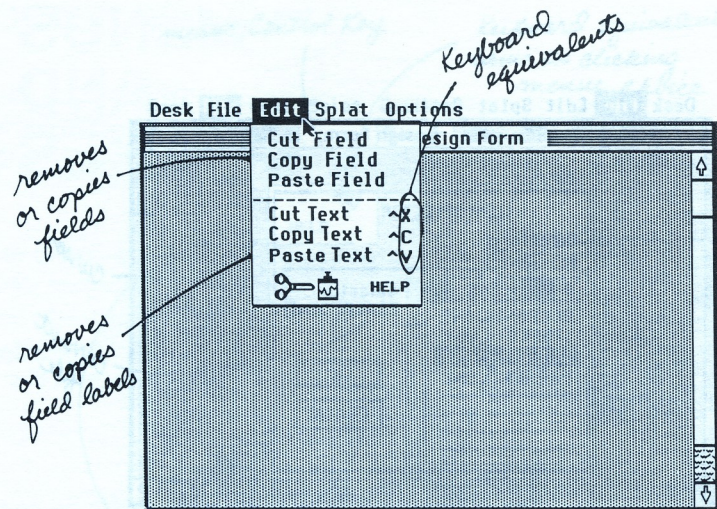 Keyboard
equivalents
Desk File Edit Splat Options
esign Form
Cut Field
Copy Field
Paste Field
removes
or copies
fields
Cut Text ^X
Copy Text ^C
Paste Text ^V
HELP
removes
or copies
field labels